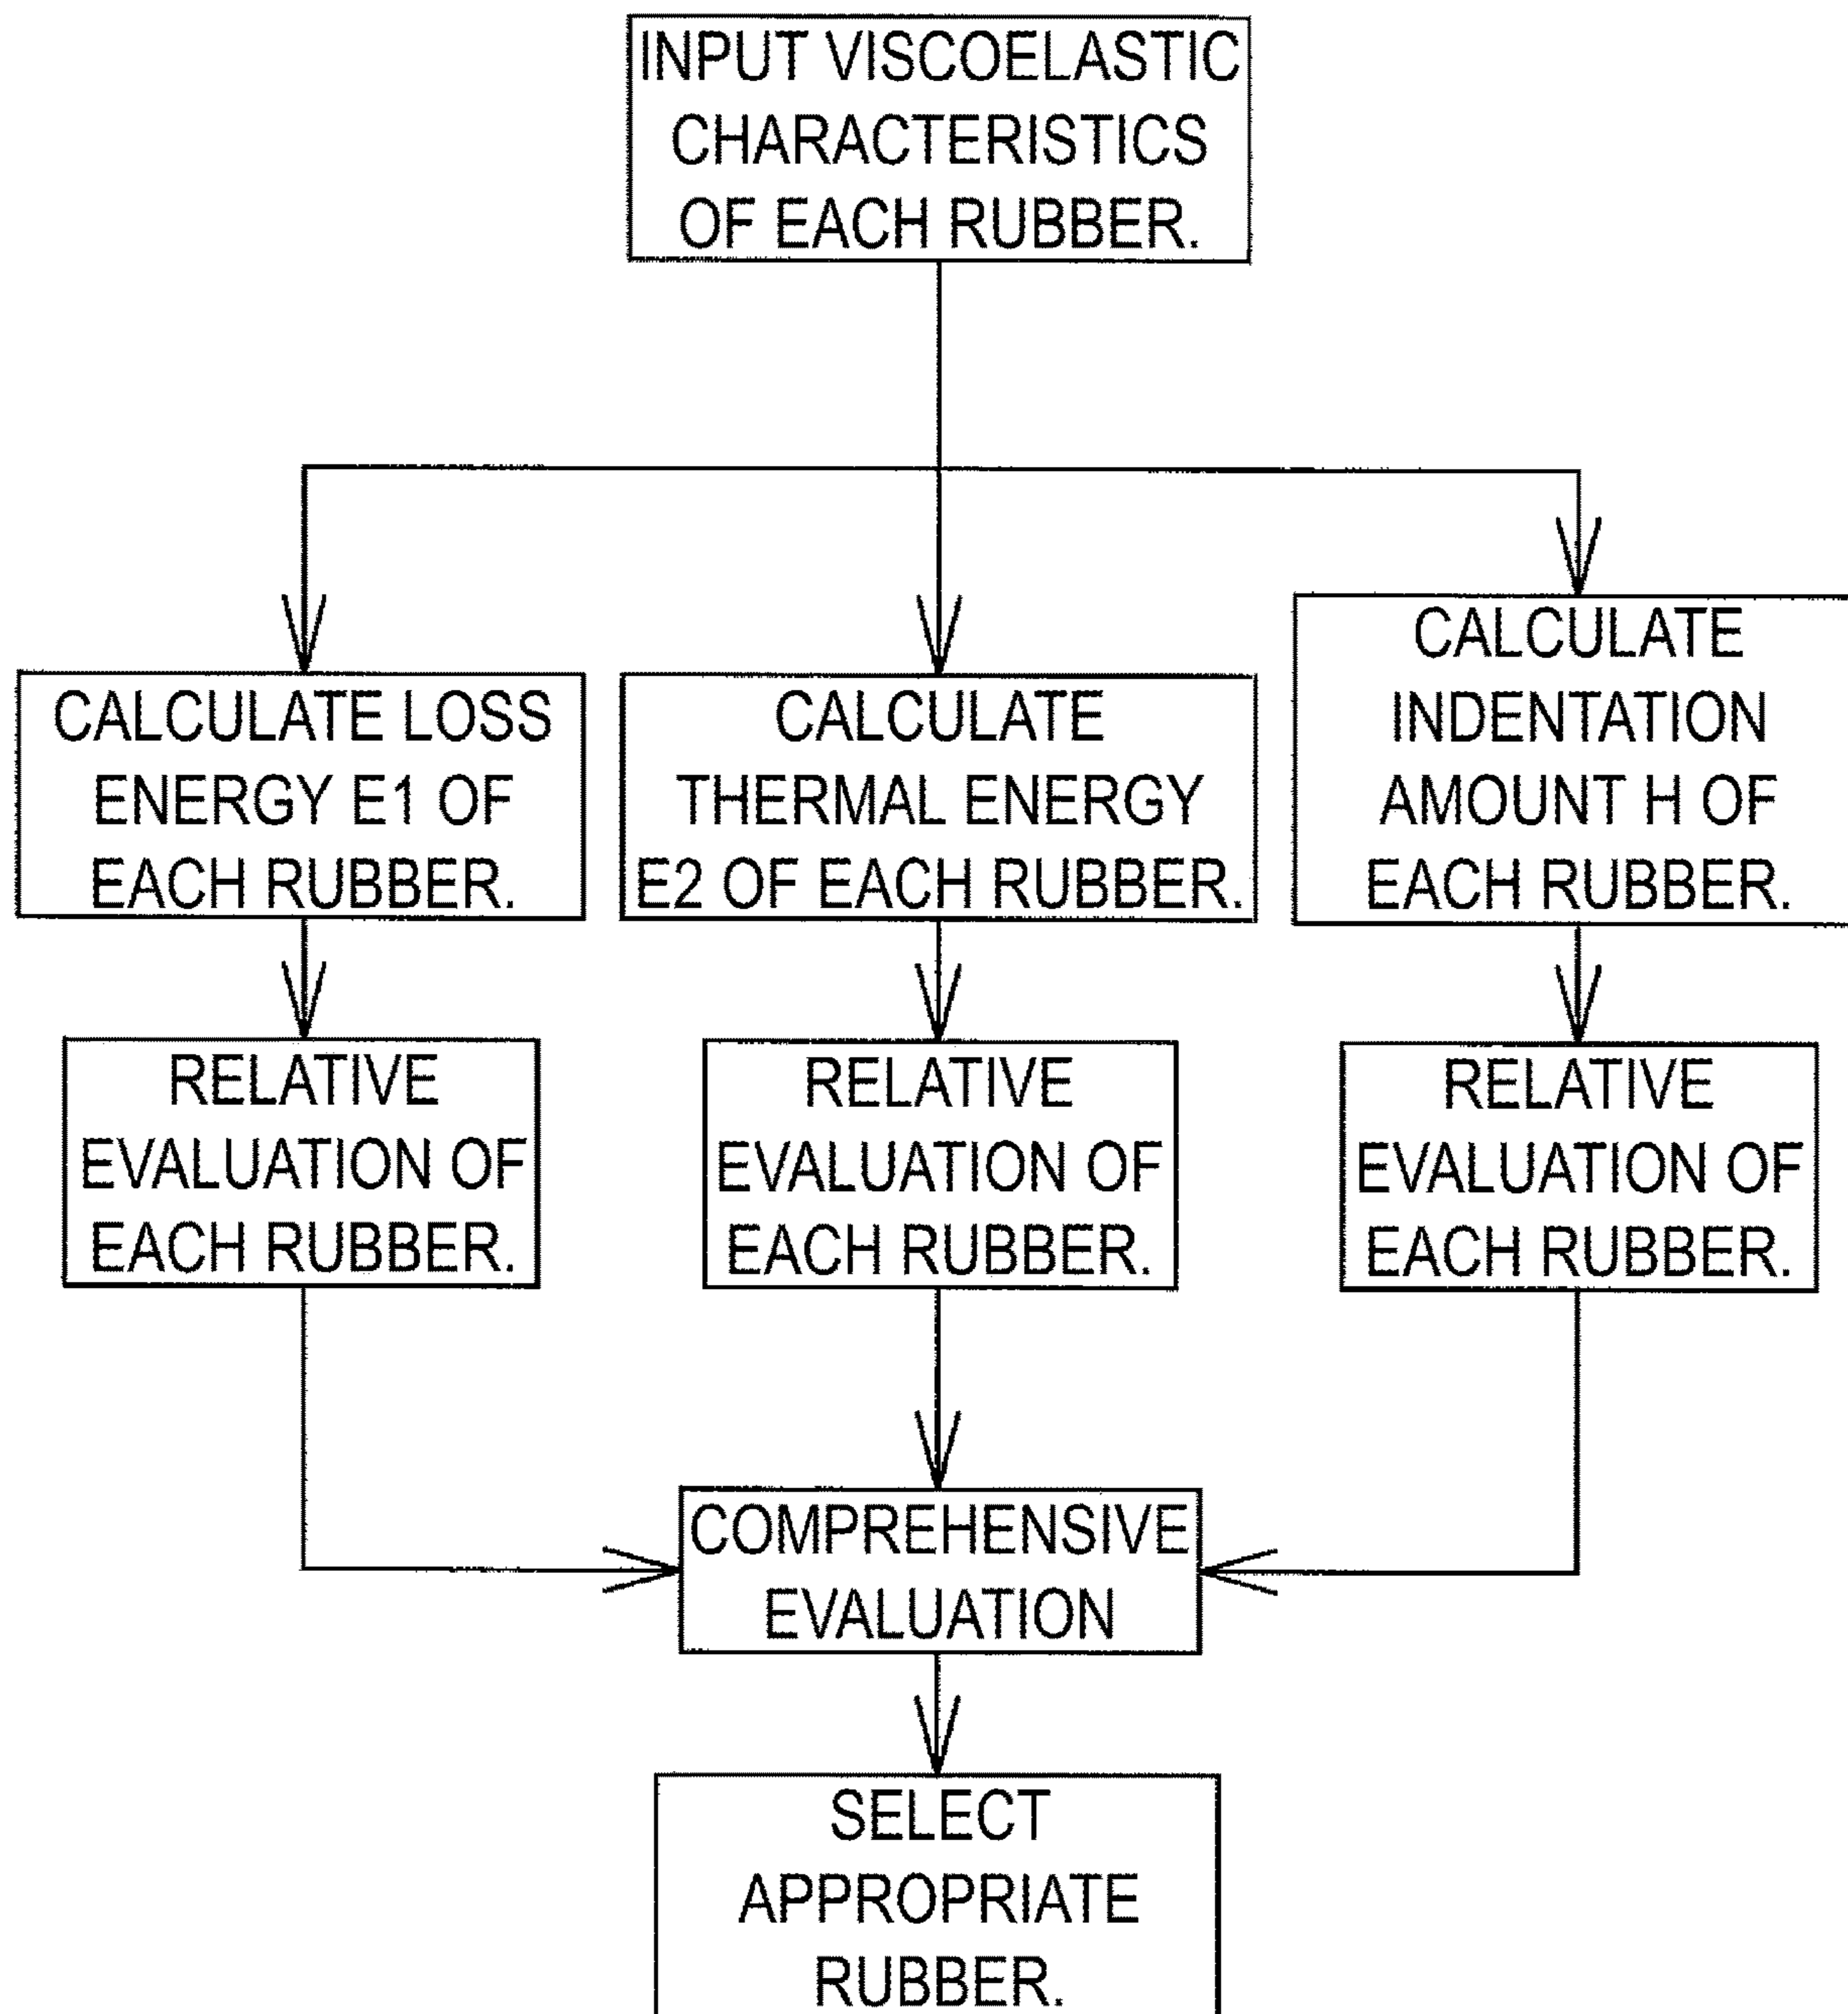 INPUT VISCOELASTIC
CHARACTERISTICS
OF EACH RUBBER.
CALCULATE LOSS
ENERGY E1 OF
EACH RUBBER.
CALCULATE
THERMAL ENERGY
E2 OF EACH RUBBER.
CALCULATE
INDENTATION
AMOUNT H OF
EACH RUBBER.
RELATIVE
EVALUATION OF
EACH RUBBER.
RELATIVE
EVALUATION OF
EACH RUBBER.
RELATIVE
EVALUATION OF
EACH RUBBER.
COMPREHENSIVE
EVALUATION
SELECT
APPROPRIATE
RUBBER.